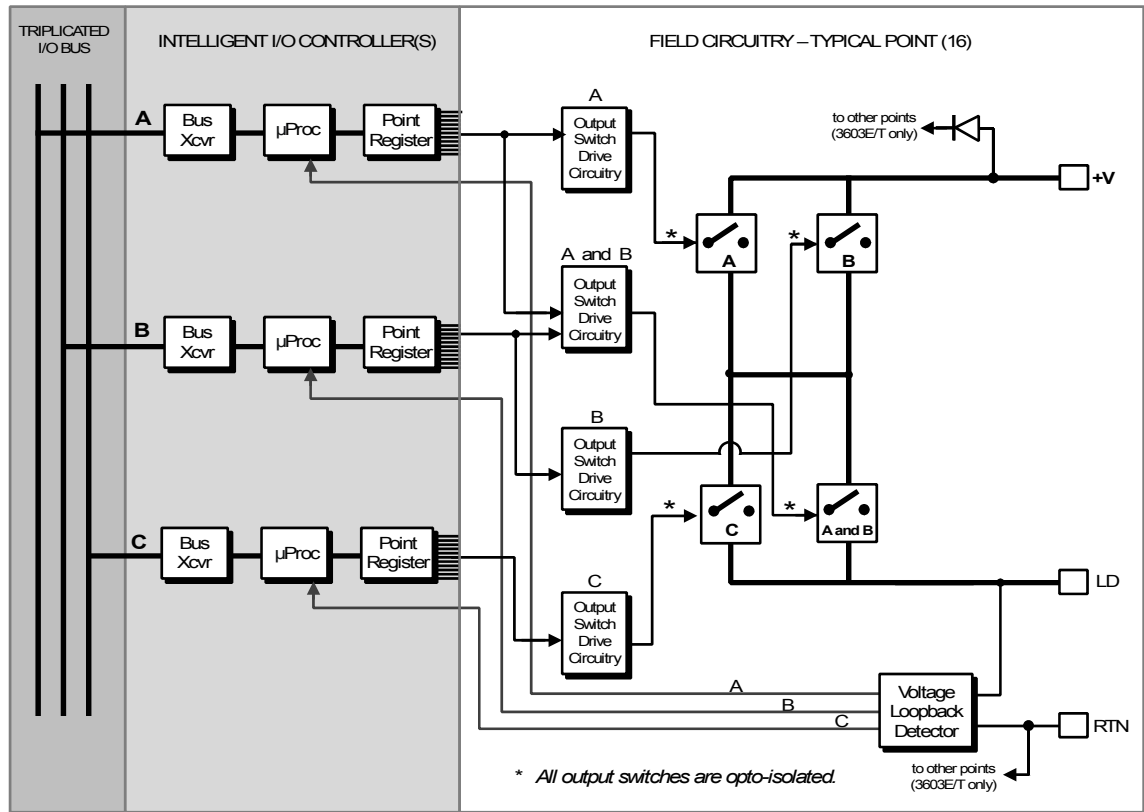 TRIPLICATED
I/O BUS
INTELLIGENT I/O CONTROLLER(S)
FIELD CIRCUITRY – TYPICAL POINT (16)
A
Bus
Xcvr
µProc
Point
Register
A
Output
Switch
Drive
Circuitry
to other points
(3603E/T only)
+V
*
A
*
B
A and B
Output
Switch
Drive
Circuitry
B
Bus
Xcvr
µProc
Point
Register
B
Output
Switch
Drive
Circuitry
*
C
*
A and B
C
Bus
Xcvr
µProc
Point
Register
C
Output
Switch
Drive
Circuitry
LD
A
B
C
Voltage
Loopback
Detector
RTN
to other points
(3603E/T only)
* All output switches are opto-isolated.